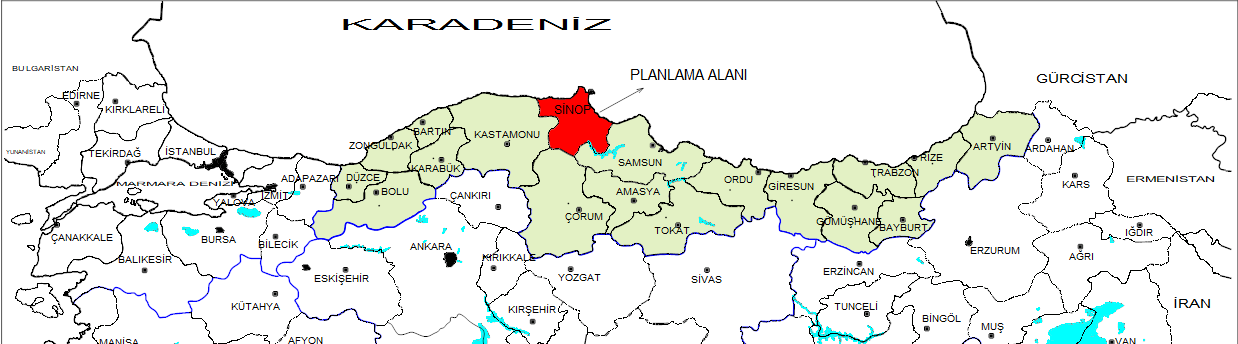 KARADENİZ
PLANLAMA ALANI
BULGARİSTAN
GÜRCİSTAN
EDİRNE
KIRKLARELİ
SİNOP
BARTIN
KASTAMONU
ZONGULDAK
YUNANİSTAN
TEKİRDAĞ
İSTANBUL
KARABÜK
SAMSUN
RİZE
ARTVİN
ARDAHAN
MARMARA DENİZİ
ADAPAZARI
DÜZCE
BOLU
ÇANKIRI
AMASYA
ORDU
GİRESUN
TRABZON
KARS
ERMENİSTAN
YALOVA
İZMİT
ÇORUM
TOKAT
GÜMÜŞHANE
BAYBURT
ÇANAKKALE
BURSA
BİLECİK
ANKARA
IĞDIR
BALIKESİR
KIRIKKALE
ERZURUM
AĞRI
ESKİŞEHİR
YOZGAT
SİVAS
ERZİNCAN
KÜTAHYA
KIRŞEHİR
TUNCELİ
BİNGÖL
MUŞ
İRAN
MANİSA
AFYON
VAN